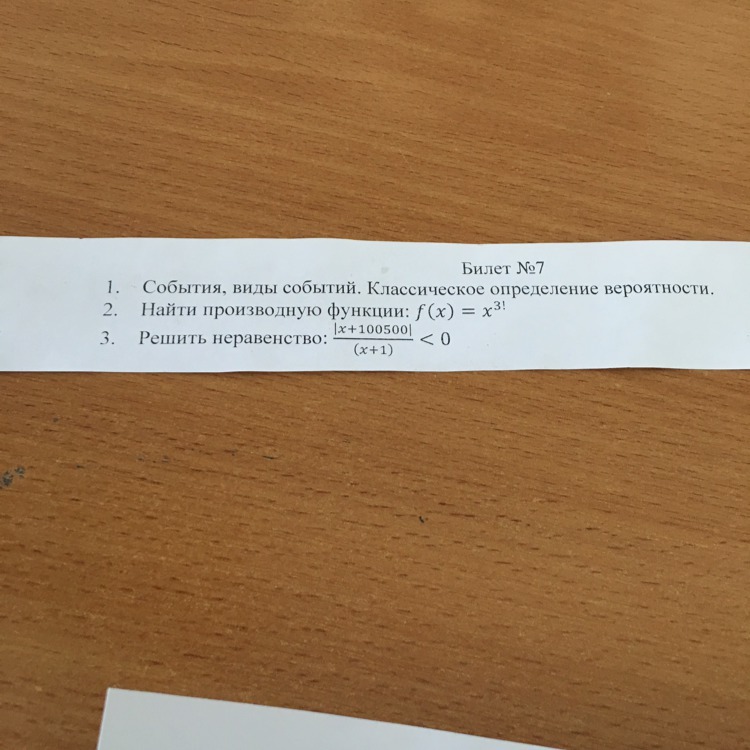 Билет №7
1. События, виды событий. Классическое определение вероятности.
2. Найти производную функции: f(x) = x^{3!}
3. Решить неравенство: \frac{|x+100500|}{(x+1)} < 0